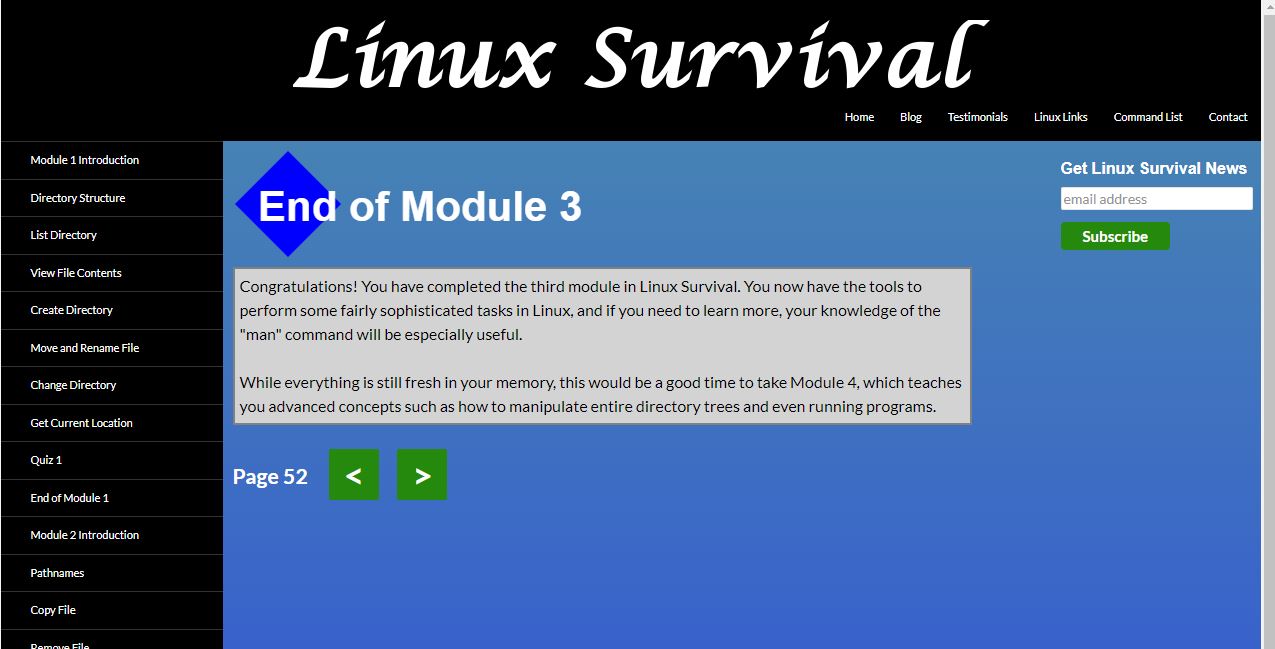 Linux Survival
Home
Blog
Testimonials
Linux Links
Command List
Contact
Module 1 Introduction
Directory Structure
List Directory
View File Contents
Create Directory
Move and Rename File
Change Directory
Get Current Location
Quiz 1
End of Module 1
Module 2 Introduction
Pathnames
Copy File
Remove File
End of Module 3
Congratulations! You have completed the third module in Linux Survival. You now have the tools to
perform some fairly sophisticated tasks in Linux, and if you need to learn more, your knowledge of the
"man" command will be especially useful.
While everything is still fresh in your memory, this would be a good time to take Module 4, which teaches
you advanced concepts such as how to manipulate entire directory trees and even running programs.
Page 52 < >
Get Linux Survival News
email address
Subscribe